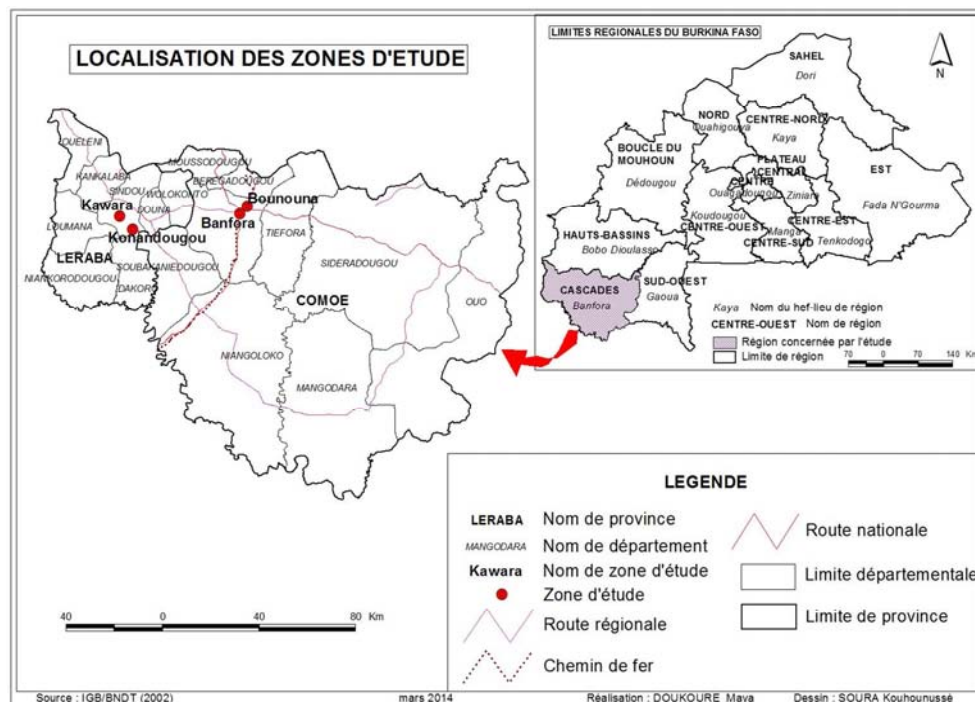 LOCALISATION DES ZONES D'ETUDE
OUELENI
KANKALABA
MOUSSODOUGOU
BEREGADOUGOU
SINDOU
WOLOKONTO
Kawara
DOUNA
Bounouna
LOUMANA
Banfora
Konandougou
TIEFORA
LERABA
SOUBAKANIEDOUGOU
SIDERADOUGOU
NIANKORODOUGOU
DAKORO
COMOE
OUO
NIANGOLOKO
MANGODARA
40 0 40 80 Km
LIMITES REGIONALES DU BURKINA FASO
N
SAHEL
Dori
NORD
Ouahigouya
CENTRE-NORD
Kaya
BOUCLE DU
MOUHOUN
Dédougou
PLATEAU
CENTRAL
EST
CENTRE
Ouagadougou
Ziniaré
Fada N'Gourma
Koudougou
CENTRE-OUEST
Manga
CENTRE-EST
CENTRE-SUD
Tenkodogo
HAUTS-BASSINS
Bobo Dioulasso
CASCADES
Banfora
SUD-OUEST
Gaoua
Kaya Nom du hef-lieu de région
CENTRE-OUEST Nom de région
Région concernée par l'étude
Limite de région
70 0 70 140 Km
LEGENDE
LERABA Nom de province
MANGODARA Nom de département
Kawara Nom de zone d'étude
Zone d'étude
Route régionale
Chemin de fer
Route nationale
Limite départementale
Limite de province
Source : IGB/BNDT (2002) mars 2014 Réalisation : DOUKOURE Maya Dessin : SOURA Kouhounussé